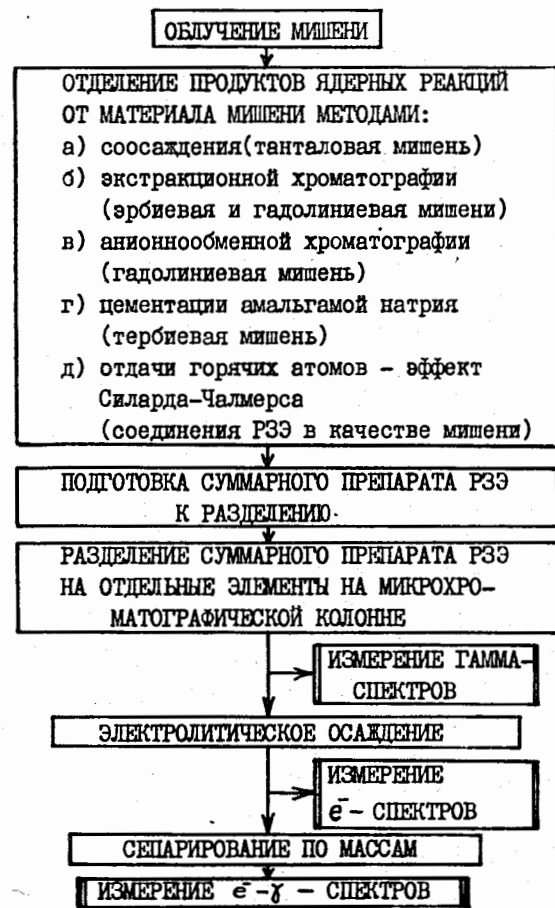 ОБЛУЧЕНИЕ МИШЕНИ
ОТДЕЛЕНИЕ ПРОДУКТОВ ЯДЕРНЫХ РЕАКЦИЙ
ОТ МАТЕРИАЛА МИШЕНИ МЕТОДАМИ:
а) соосаждения(танталовая мишень)
б) экстракционной хроматографии
(эрбиевая и гадолиниевая мишени)
в) анионнообменной хроматографии
(гадолиниевая мишень)
г) цементации амальгамой натрия
(тербиевая мишень)
д) отдачи горячих атомов - эффект
Силарда-Чалмерса
(соединения РЗЭ в качестве мишени)
ПОДГОТОВКА СУММАРНОГО ПРЕПАРАТА РЗЭ
К РАЗДЕЛЕНИЮ
РАЗДЕЛЕНИЕ СУММАРНОГО ПРЕПАРАТА РЗЭ
НА ОТДЕЛЬНЫЕ ЭЛЕМЕНТЫ НА МИКРОХРО-
МАТОГРАФИЧЕСКОЙ КОЛОННЕ
ИЗМЕРЕНИЕ ГАММА-
СПЕКТРОВ
ЭЛЕКТРОЛИТИЧЕСКОЕ ОСАЖДЕНИЕ
ИЗМЕРЕНИЕ
e⁻- СПЕКТРОВ
СЕПАРИРОВАНИЕ ПО МАССАМ
ИЗМЕРЕНИЕ e⁻-γ - СПЕКТРОВ